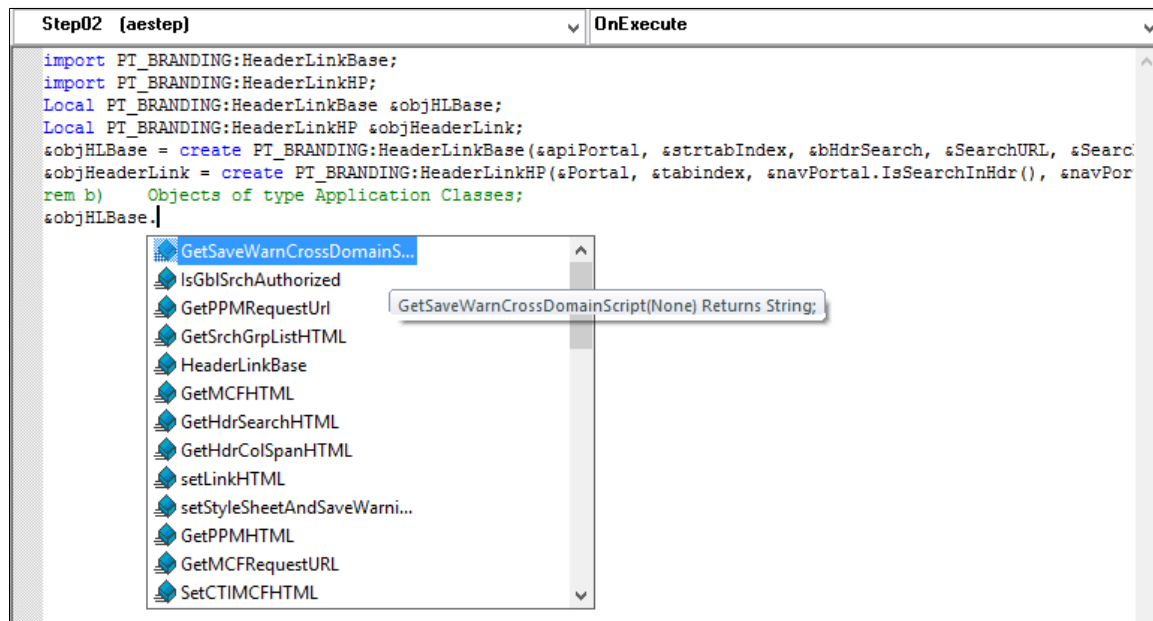 Step02 (aestep)
OnExecute
import PT_BRANDING:HeaderLinkBase;
import PT_BRANDING:HeaderLinkHP;
Local PT_BRANDING:HeaderLinkBase &objHLBase;
Local PT_BRANDING:HeaderLinkHP &objHeaderLink;
&objHLBase = create PT_BRANDING:HeaderLinkBase(&apiPortal, &strtabIndex, &bHdrSearch, &SearchURL, &Searc
&objHeaderLink = create PT_BRANDING:HeaderLinkHP(&Portal, &tabindex, &navPortal.IsSearchInHdr(), &navPor
rem b) Objects of type Application Classes;
&objHLBase.
GetSaveWarnCrossDomainS...
IsGblSrchAuthorized
GetPPMRequestUrl
GetSaveWarnCrossDomainScript(None) Returns String;
GetSrchGrpListHTML
HeaderLinkBase
GetMCFHTML
GetHdrSearchHTML
GetHdrColSpanHTML
setLinkHTML
setStyleSheetAndSaveWarni...
GetPPMHTML
GetMCFRequestURL
SetCTIMCFHTML